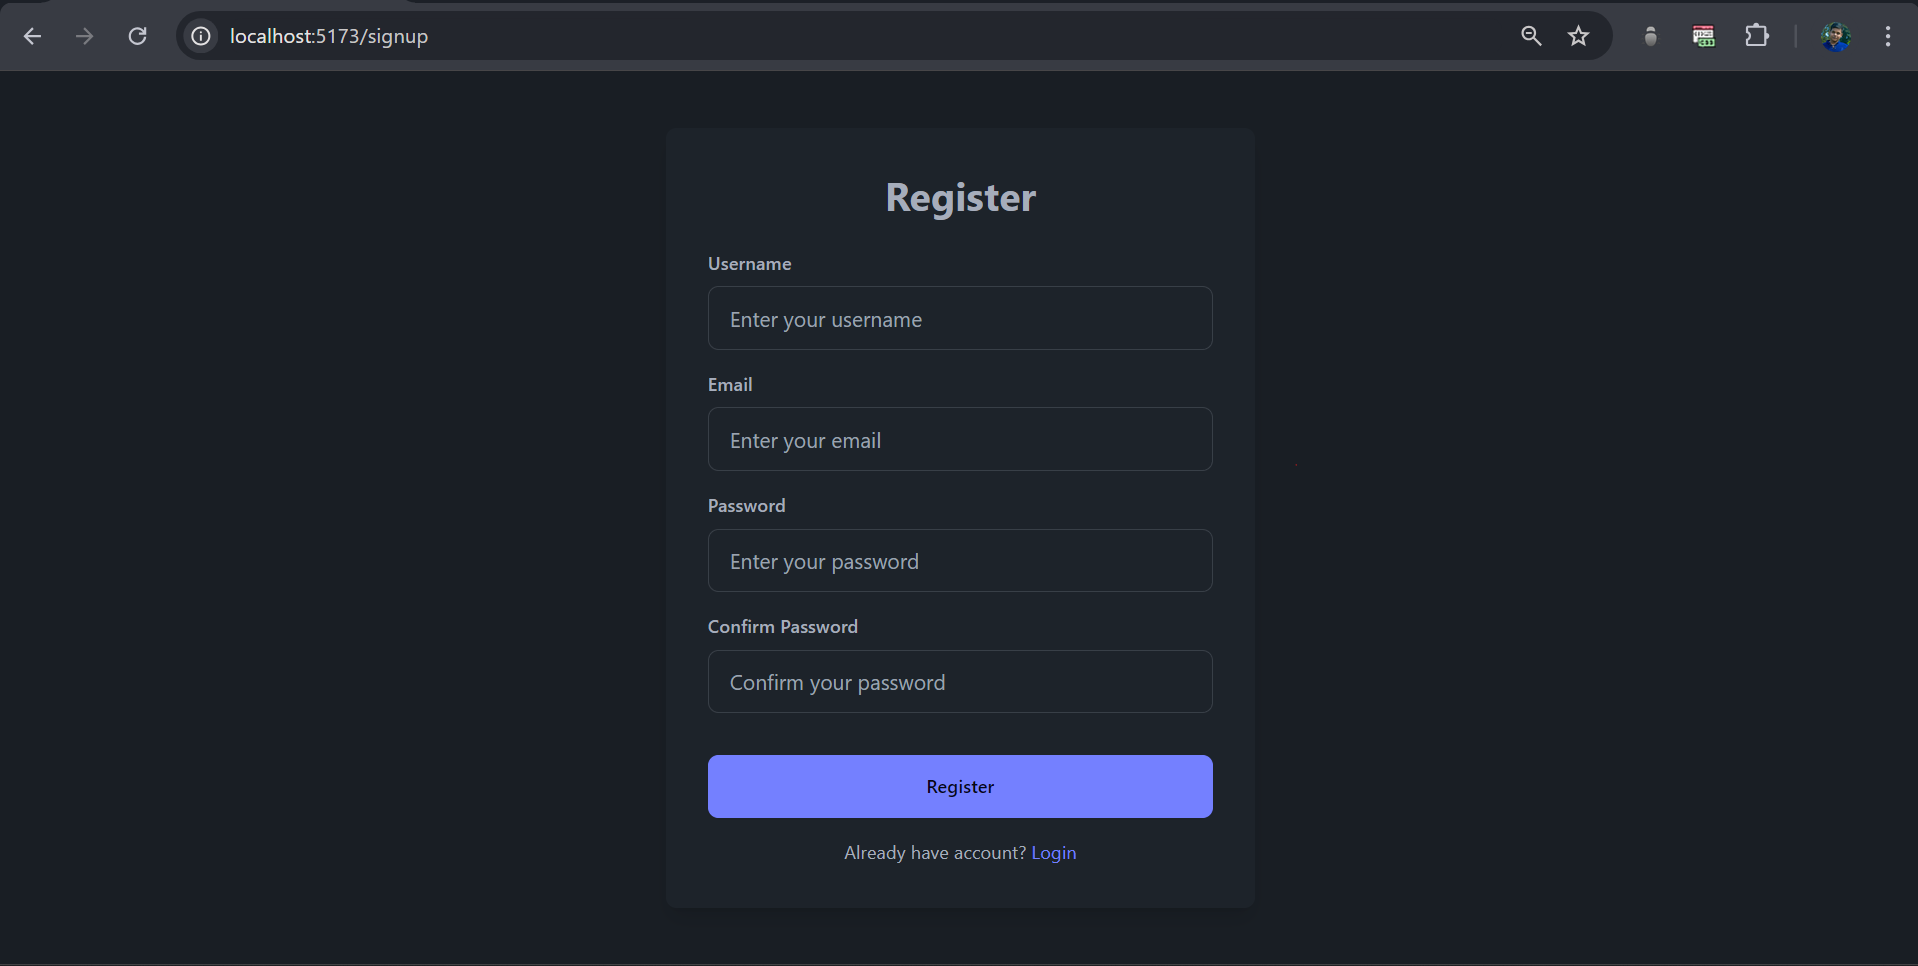 localhost:5173/signup
Register
Username
Enter your username
Email
Enter your email
Password
Enter your password
Confirm Password
Confirm your password
Register
Already have account? Login